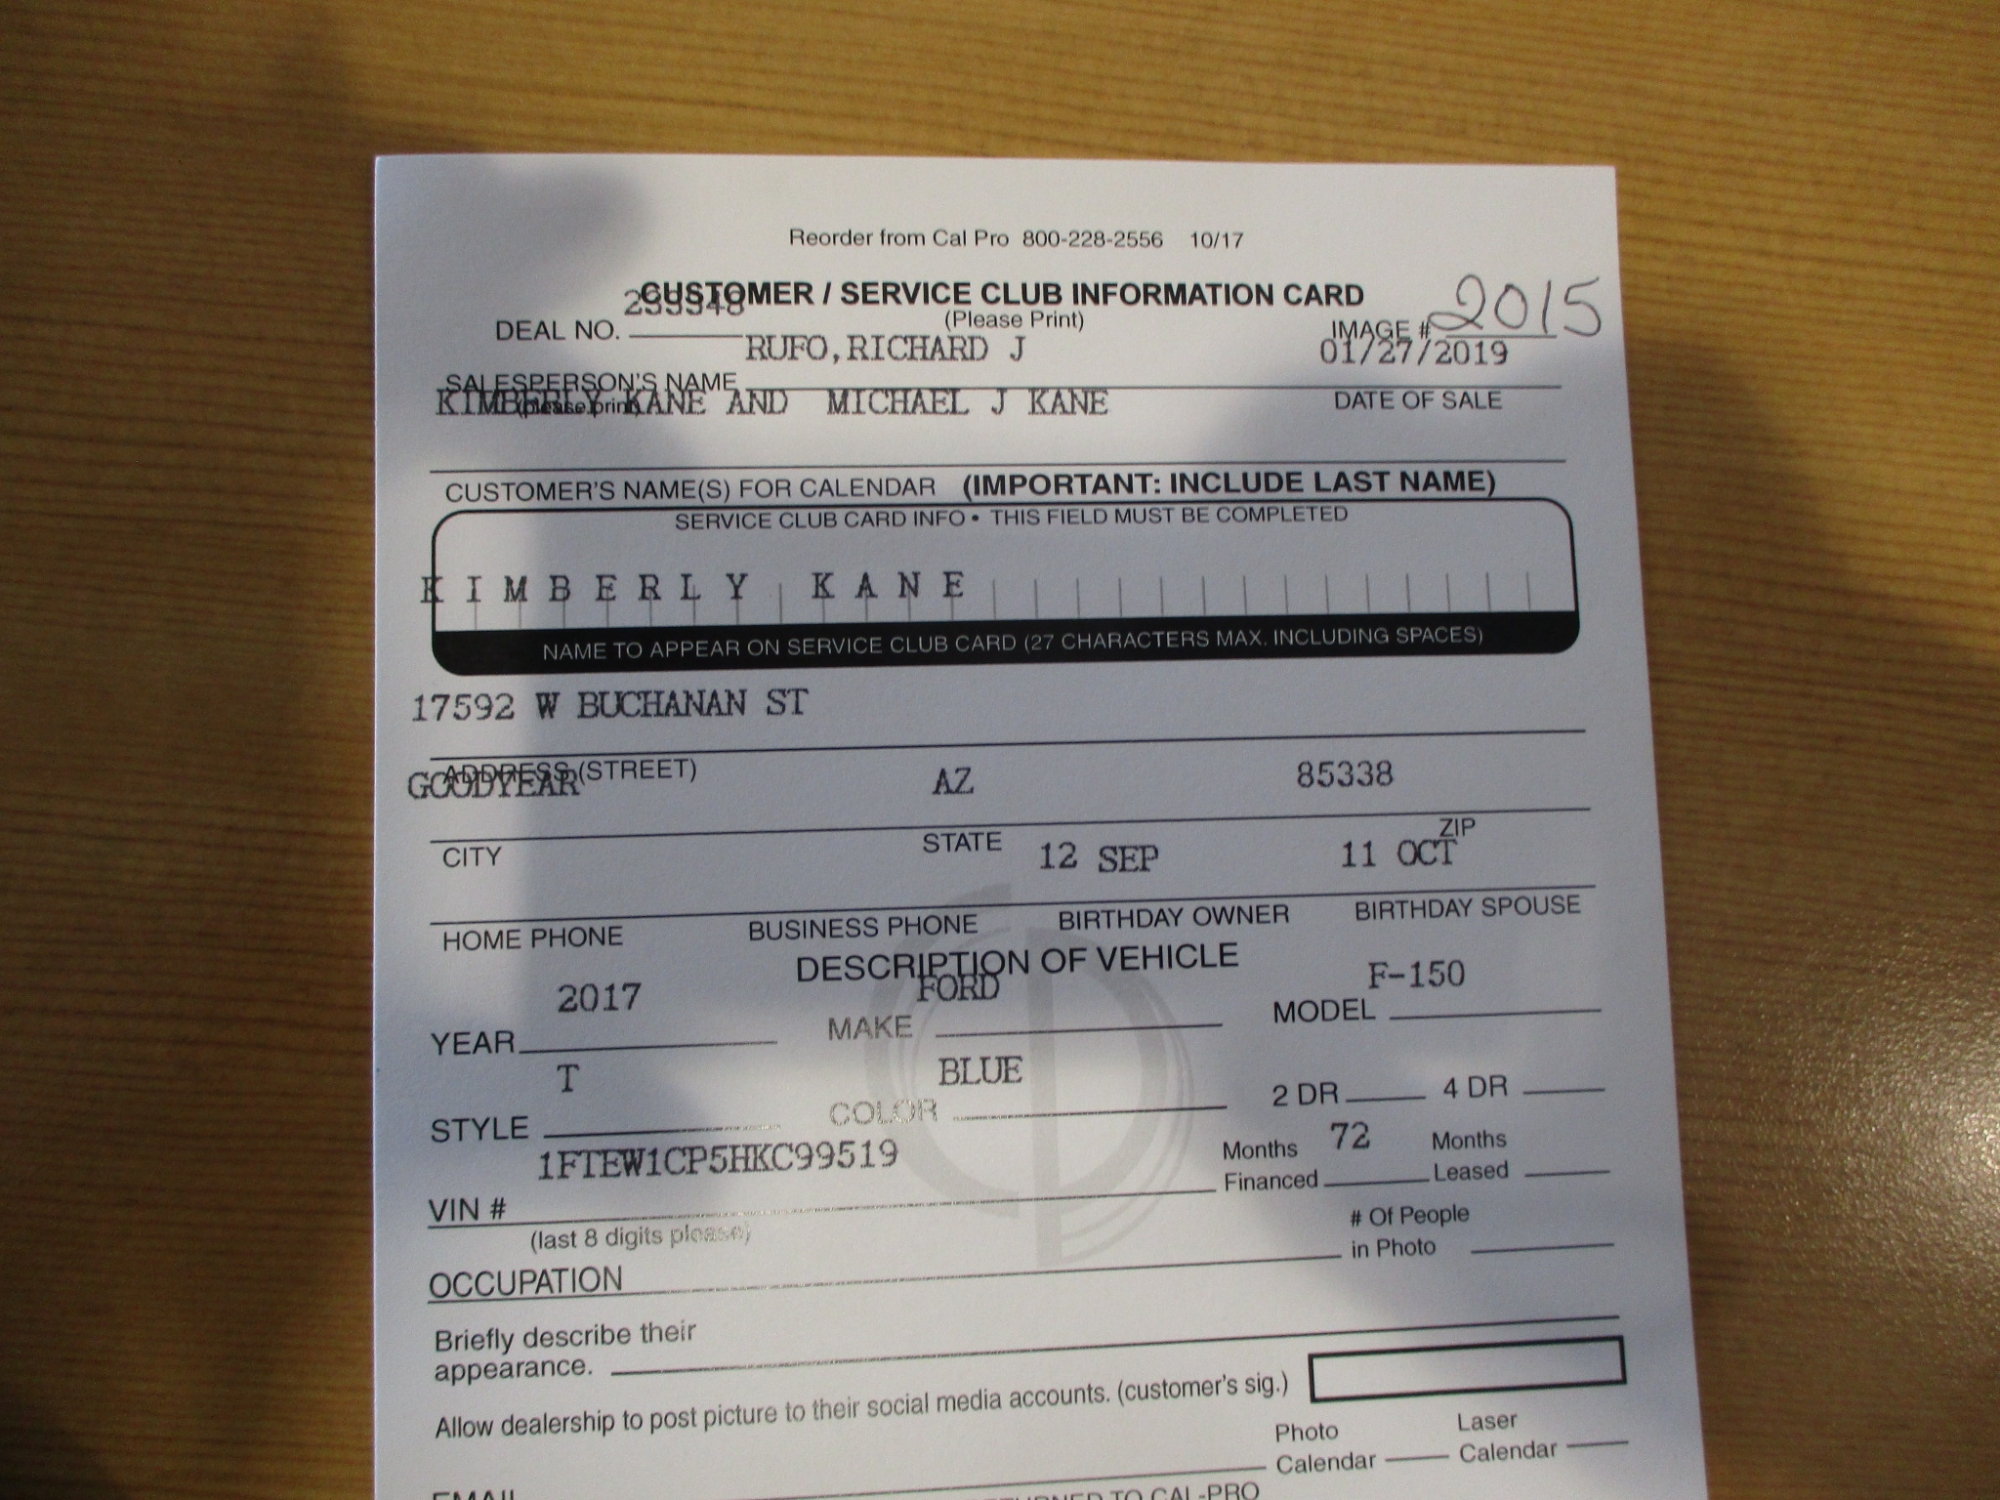 Reorder from Cal Pro 800-228-2556 10/17
CUSTOMER / SERVICE CLUB INFORMATION CARD
(Please Print)
DEAL NO. IMAGE # 2015
RUFO, RICHARD J 01/27/2019
SALESPERSON'S NAME DATE OF SALE
(please print)
KIMBERLY KANE AND MICHAEL J KANE
CUSTOMER'S NAME(S) FOR CALENDAR (IMPORTANT: INCLUDE LAST NAME)
SERVICE CLUB CARD INFO • THIS FIELD MUST BE COMPLETED
KIMBERLY KANE
NAME TO APPEAR ON SERVICE CLUB CARD (27 CHARACTERS MAX. INCLUDING SPACES)
17592 W BUCHANAN ST
ADDRESS (STREET)
GOODYEAR AZ 85338
CITY STATE ZIP
12 SEP 11 OCT
HOME PHONE BUSINESS PHONE BIRTHDAY OWNER BIRTHDAY SPOUSE
DESCRIPTION OF VEHICLE
2017 FORD F-150
YEAR MAKE MODEL
T BLUE
STYLE COLOR 2 DR 4 DR
1FTEW1CP5HKC99519 Months 72 Months
VIN # Financed Leased
(last 8 digits please) # Of People
OCCUPATION in Photo
Briefly describe their
appearance.
Allow dealership to post picture to their social media accounts. (customer's sig.)
Photo Laser
Calendar Calendar
EMAIL
TO CAL-PRO